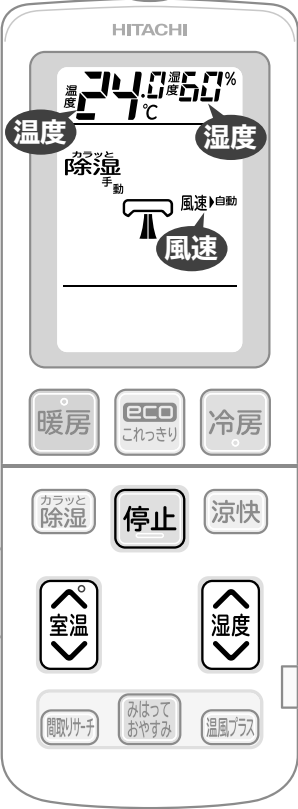 HITACHI
温度 24.0℃ 湿度 60%
温度 湿度
カラッと
除湿
手動
風速▶自動
風速
暖房 eco これっきり 冷房
カラッと
除湿 停止 涼快
室温 湿度
間取りサーチ みはって おやすみ 温風プラス